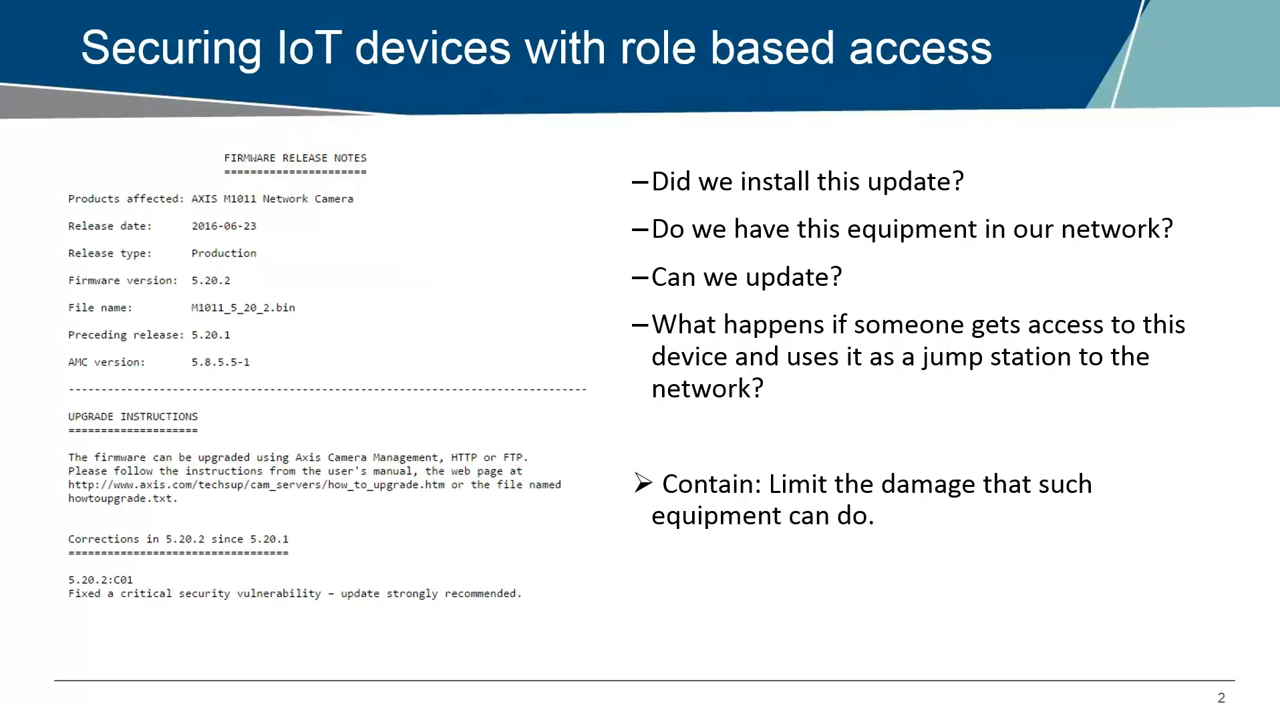 Securing IoT devices with role based access
FIRMWARE RELEASE NOTES
======================
Products affected: AXIS M1011 Network Camera
Release date: 2016-06-23
Release type: Production
Firmware version: 5.20.2
File name: M1011_5_20_2.bin
Preceding release: 5.20.1
AMC version: 5.8.5.5-1
--------------------------------------------------------------------------------
UPGRADE INSTRUCTIONS
====================
The firmware can be upgraded using Axis Camera Management, HTTP or FTP.
Please follow the instructions from the user's manual, the web page at
http://www.axis.com/techsup/cam_servers/how_to_upgrade.htm or the file named
howtoupgrade.txt.
Corrections in 5.20.2 since 5.20.1
==================================
5.20.2:C01
Fixed a critical security vulnerability – update strongly recommended.
–Did we install this update?
–Do we have this equipment in our network?
–Can we update?
–What happens if someone gets access to this
device and uses it as a jump station to the
network?
➢ Contain: Limit the damage that such
equipment can do.
2